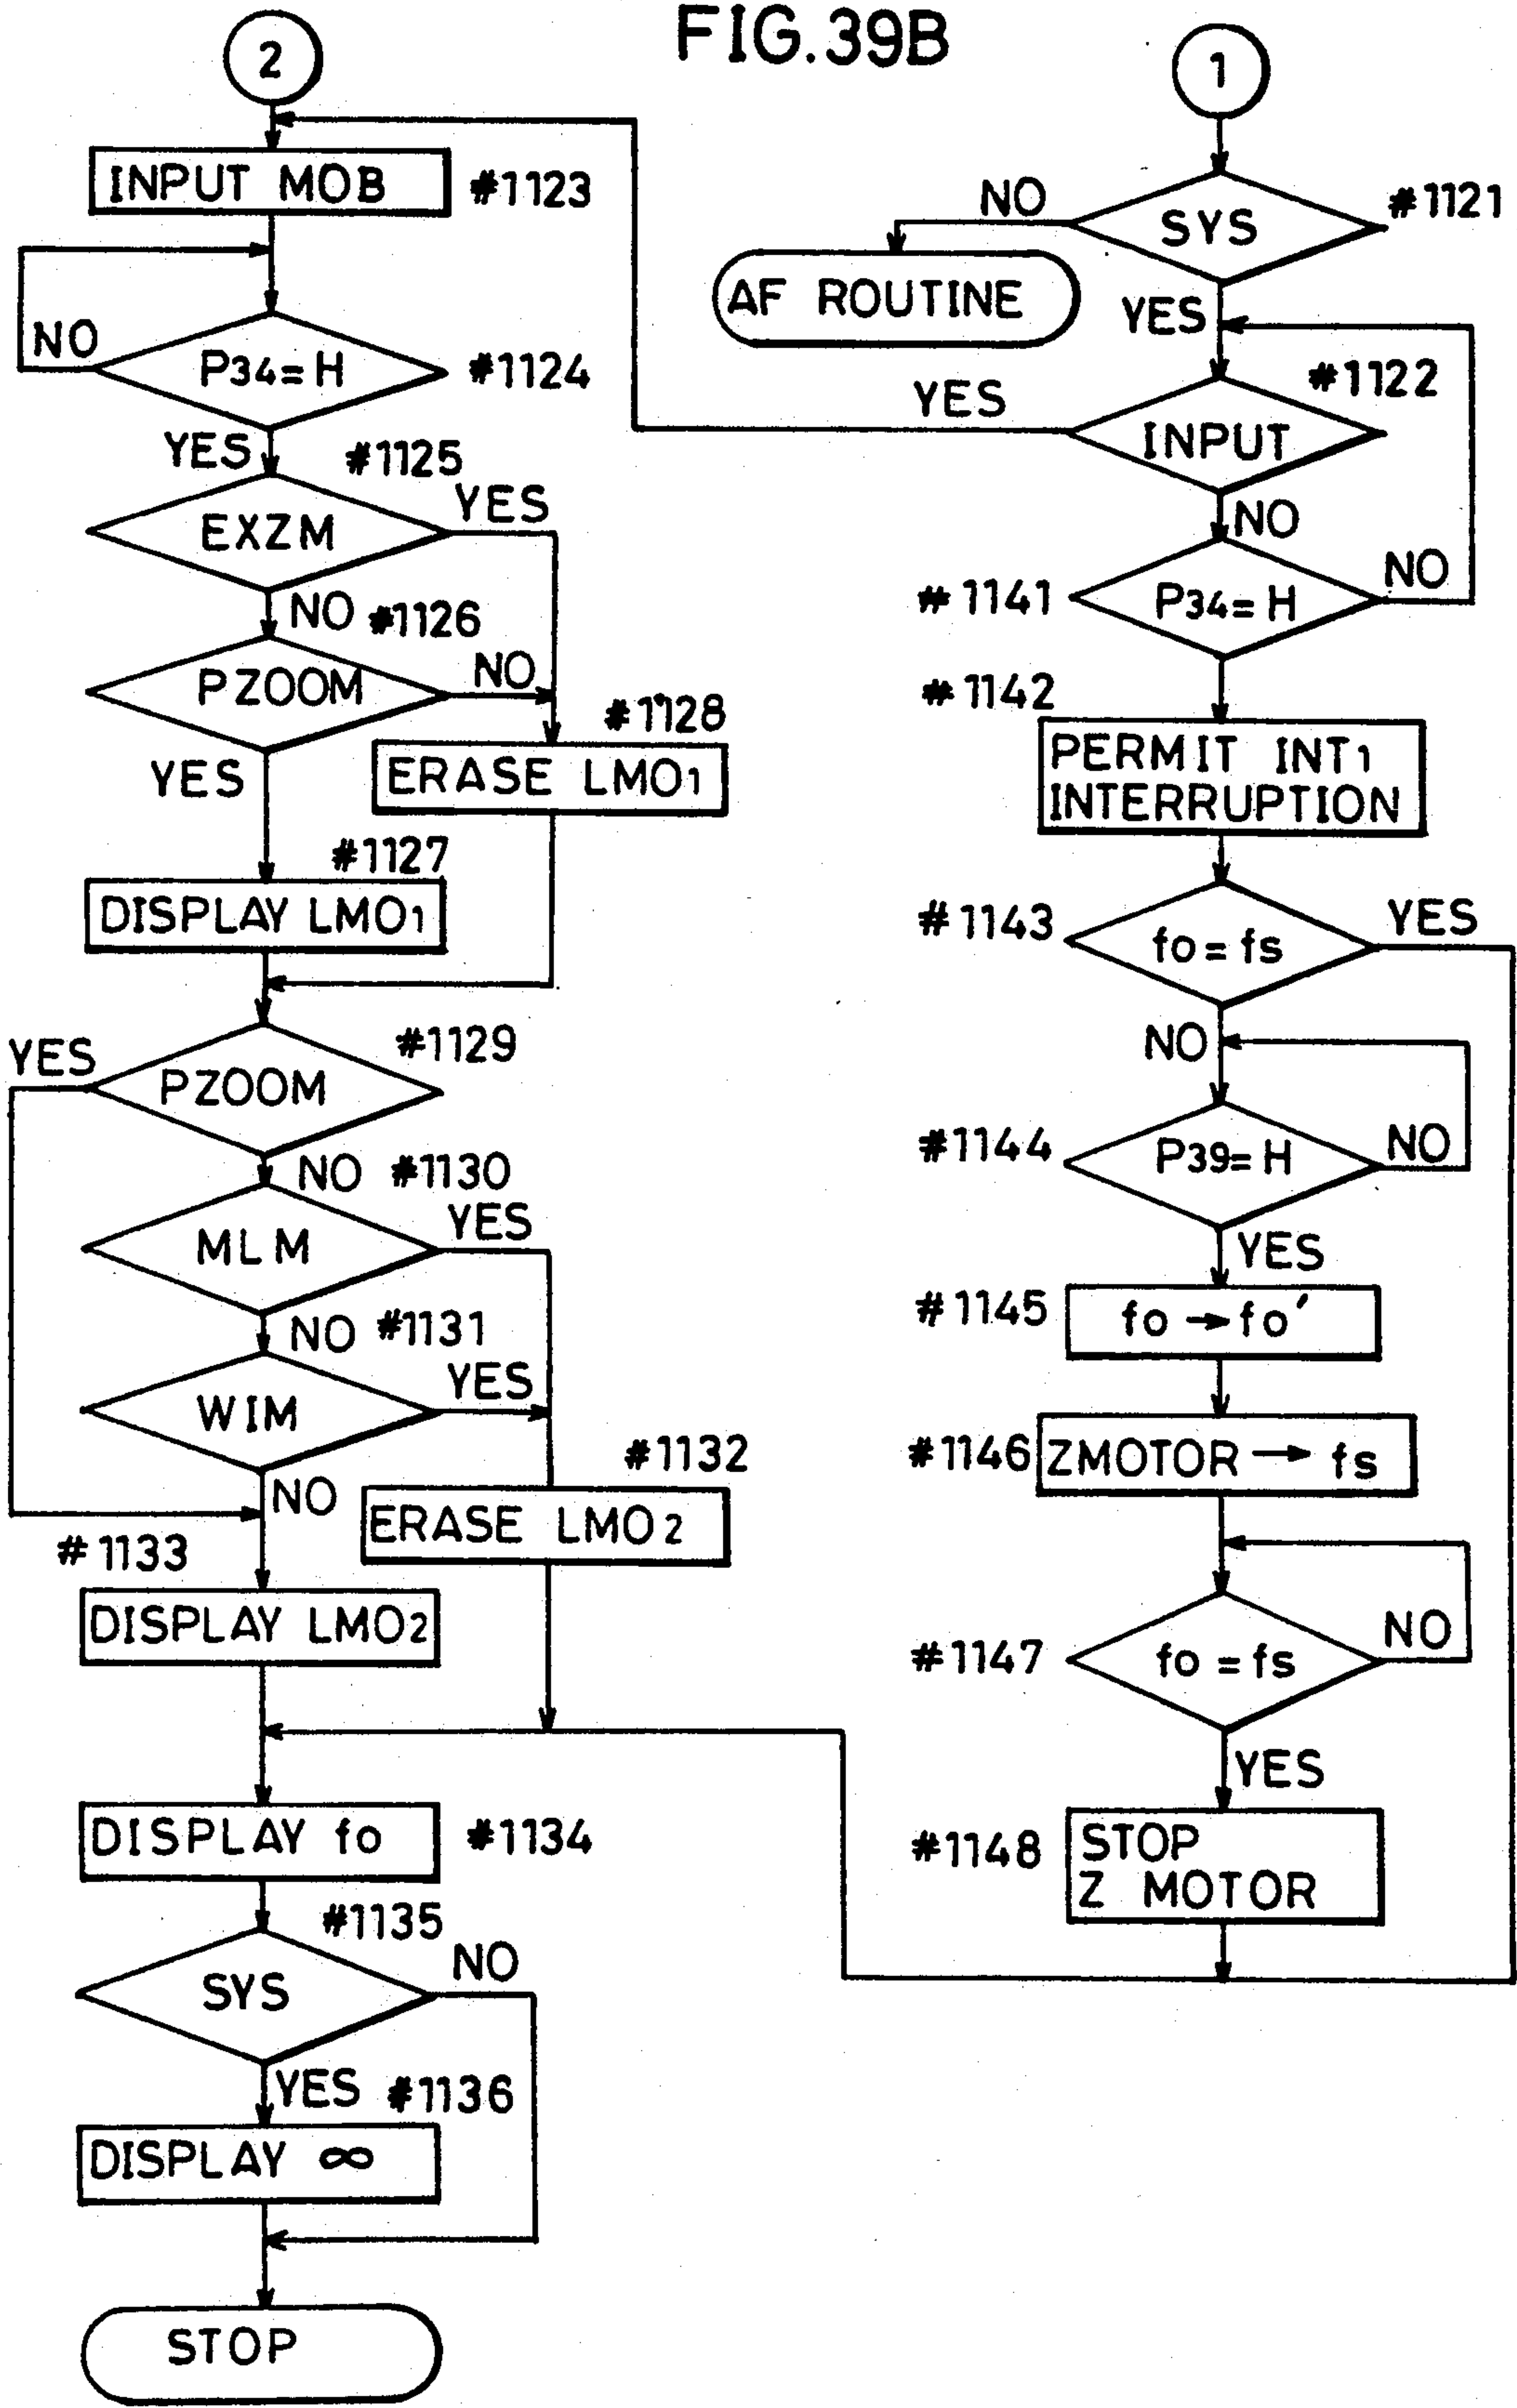 FIG.39B
2
INPUT MOB #1123
NO
P34=H #1124
YES
#1125
EXZM
YES
NO #1126
PZOOM
NO
YES
#1128
ERASE LMO1
#1127
DISPLAY LMO1
#1129
YES
PZOOM
NO #1130
MLM
YES
NO #1131
WIM
YES
NO
#1132
ERASE LMO2
#1133
DISPLAY LMO2
DISPLAY fo #1134
#1135
SYS
NO
YES #1136
DISPLAY ∞
STOP
1
#1121
SYS
NO
AF ROUTINE
YES
#1122
INPUT
YES
NO
#1141
P34=H
NO
#1142
PERMIT INT1
INTERRUPTION
#1143
fo=fs
YES
NO
#1144
P39=H
NO
YES
#1145
fo→fo'
#1146
ZMOTOR → fs
#1147
fo=fs
NO
YES
#1148
STOP
Z MOTOR